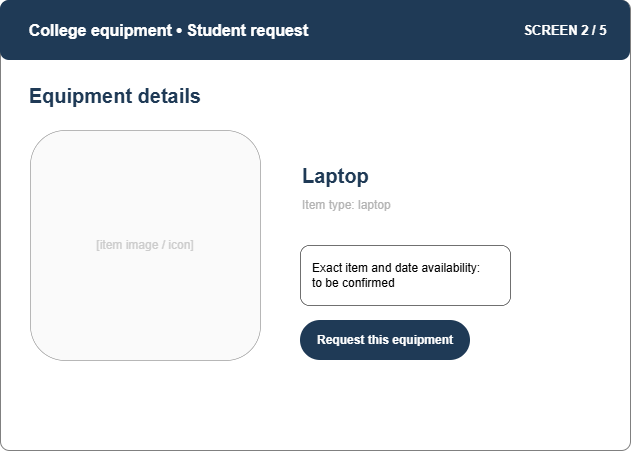 College equipment • Student request
SCREEN 2 / 5
Equipment details
[item image / icon]
Laptop
Item type: laptop
Exact item and date availability:
to be confirmed
Request this equipment